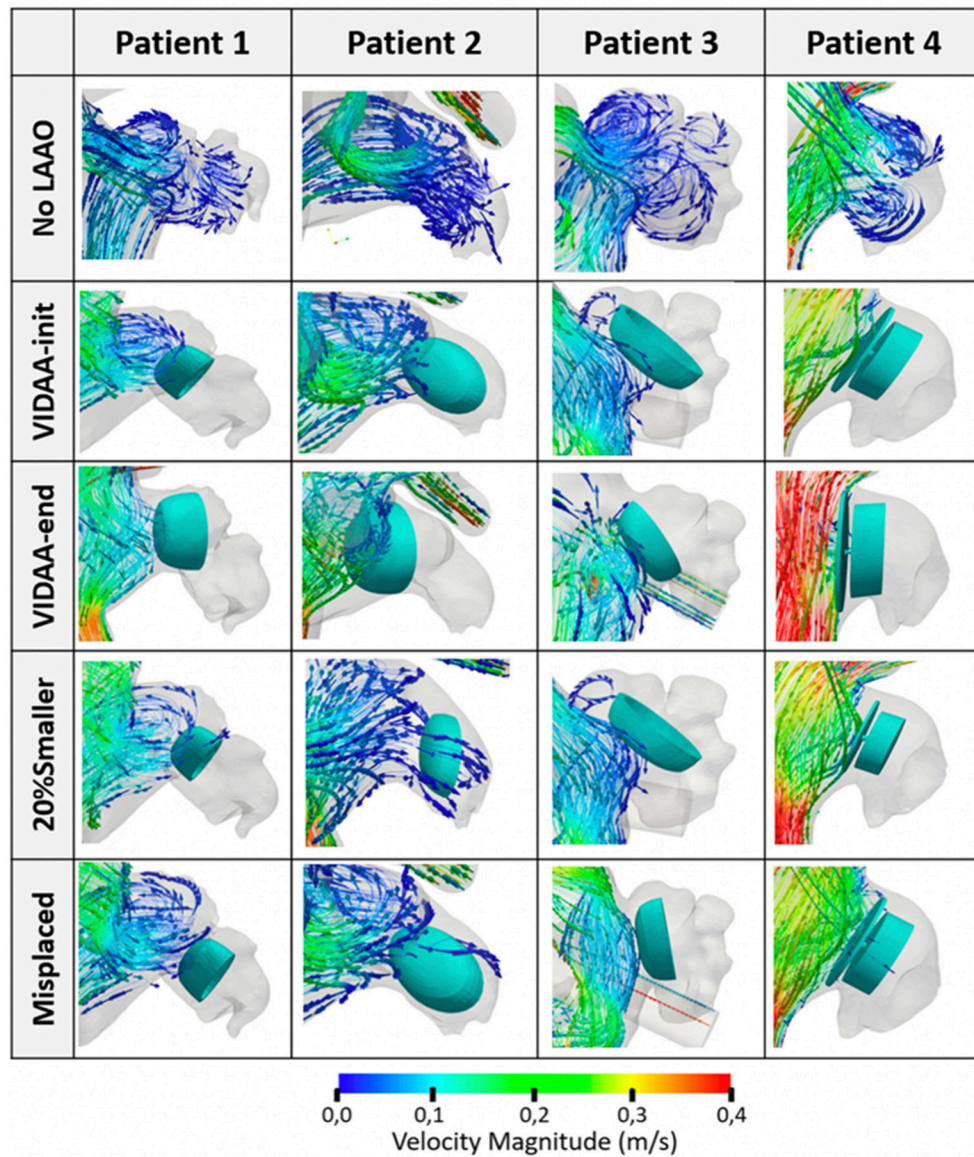 Patient 1 Patient 2 Patient 3 Patient 4
No LAAO
VIDAA-init
VIDAA-end
20%Smaller
Misplaced
0,0 0,1 0,2 0,3 0,4
Velocity Magnitude (m/s)